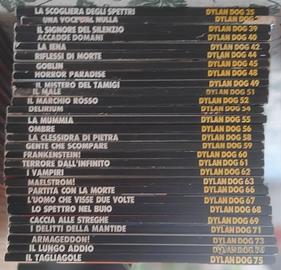 LA SCOGLIERA DEGLI SPETTRI DYLAN DOG 35
UNA VOCE DAL NULLA
IL SIGNORE DEL SILENZIO DYLAN DOG 39
ACCADDE DOMANI DYLAN DOG 40
LA IENA DYLAN DOG 42
RIFLESSI DI MORTE DYLAN DOG 44
GOBLIN DYLAN DOG 45
HORROR PARADISE DYLAN DOG 48
IL MISTERO DEL TAMIGI DYLAN DOG 49
IL MALE DYLAN DOG 51
IL MARCHIO ROSSO DYLAN DOG 52
DELIRIUM DYLAN DOG 54
LA MUMMIA DYLAN DOG 55
OMBRE DYLAN DOG 56
LA CLESSIDRA DI PIETRA DYLAN DOG 58
GENTE CHE SCOMPARE DYLAN DOG 59
FRANKENSTEIN! DYLAN DOG 60
TERRORE DALL'INFINITO DYLAN DOG 61
I VAMPIRI DYLAN DOG 62
MAELSTROM! DYLAN DOG 63
PARTITA CON LA MORTE DYLAN DOG 66
L'UOMO CHE VISSE DUE VOLTE DYLAN DOG 67
LO SPETTRO NEL BUIO DYLAN DOG 68
CACCIA ALLE STREGHE DYLAN DOG 69
I DELITTI DELLA MANTIDE DYLAN DOG 71
ARMAGEDDON! DYLAN DOG 73
IL LUNGO ADDIO DYLAN DOG 74
IL TAGLIAGOLE DYLAN DOG 75